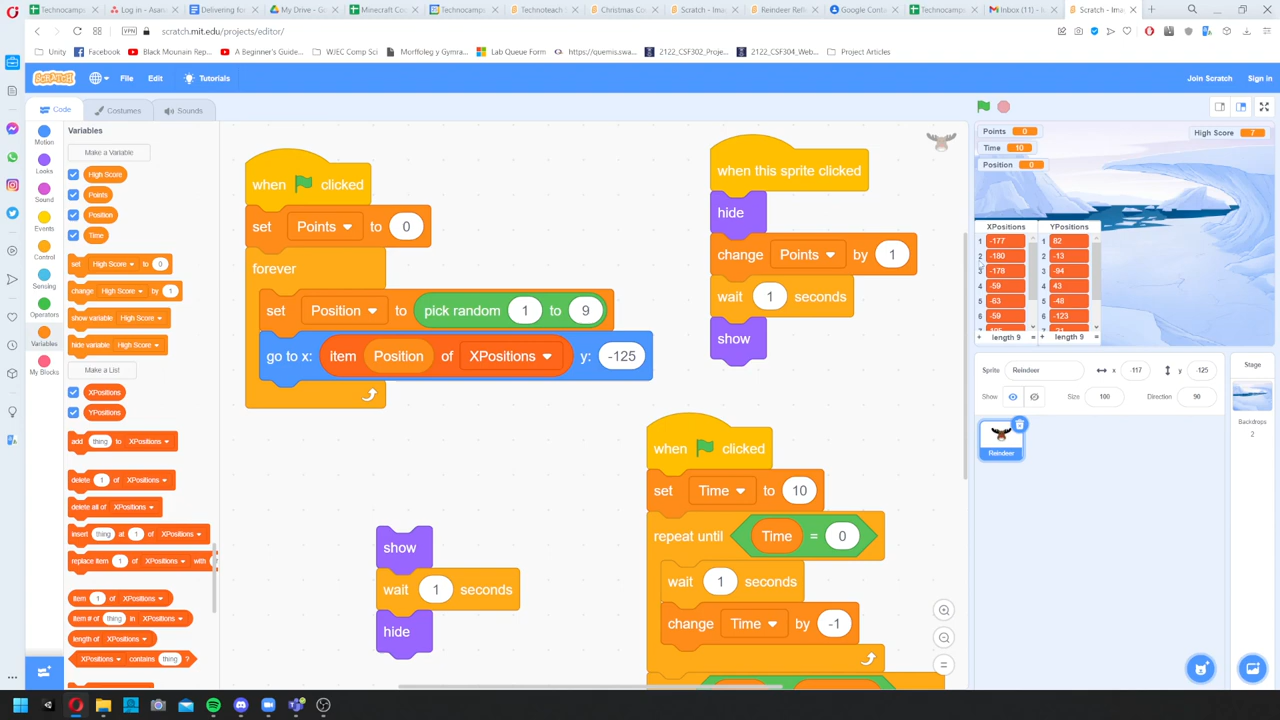 Technocam...
Log in - Asan...
Delivering for...
My Drive - Go...
Minecraft Co...
Technocamp...
Technoteach...
Christmas Co...
Scratch - Ima...
Reindeer Refl...
Google Conta...
Technocamp...
Inbox (11) - r...
Scratch - Ima...
VPN
scratch.mit.edu/projects/editor/
Unity
Facebook
Black Mounain Rep...
A Beginner's Guide...
WJEC Comp Sci
Morffoleg y Gymra...
Lab Queue Form
https://quemis.swa...
2122_CSF302_Proje...
2122_CSF304_Web...
Project Articles
SCRATCH
File
Edit
Tutorials
Join Scratch
Sign in
Code
Costumes
Sounds
Motion
Looks
Sound
Events
Control
Sensing
Operators
Variables
My Blocks
Variables
Make a Variable
High Score
Points
Position
Time
set High Score to 0
change High Score by 1
show variable High Score
hide variable High Score
Make a List
XPositions
YPositions
add thing to XPositions
delete 1 of XPositions
delete all of XPositions
insert thing at 1 of XPositions
replace item 1 of XPositions with
item 1 of XPositions
item # of thing in XPositions
length of XPositions
XPositions contains thing ?
when clicked
set Points to 0
forever
set Position to pick random 1 to 9
go to x: item Position of XPositions y: -125
show
wait 1 seconds
hide
when this sprite clicked
hide
change Points by 1
wait 1 seconds
show
when clicked
set Time to 10
repeat until Time = 0
wait 1 seconds
change Time by -1
Points 0
Time 10
Position 0
High Score 7
XPositions
1 -177
2 -180
3 -178
4 -59
5 -63
6 -59
+ length 9 =
YPositions
1 82
2 -13
3 -94
4 43
5 -48
6 -123
+ length 9 =
Sprite Reindeer x -117 y -125
Show Size 100 Direction 90
Reindeer
Stage
Backdrops
2